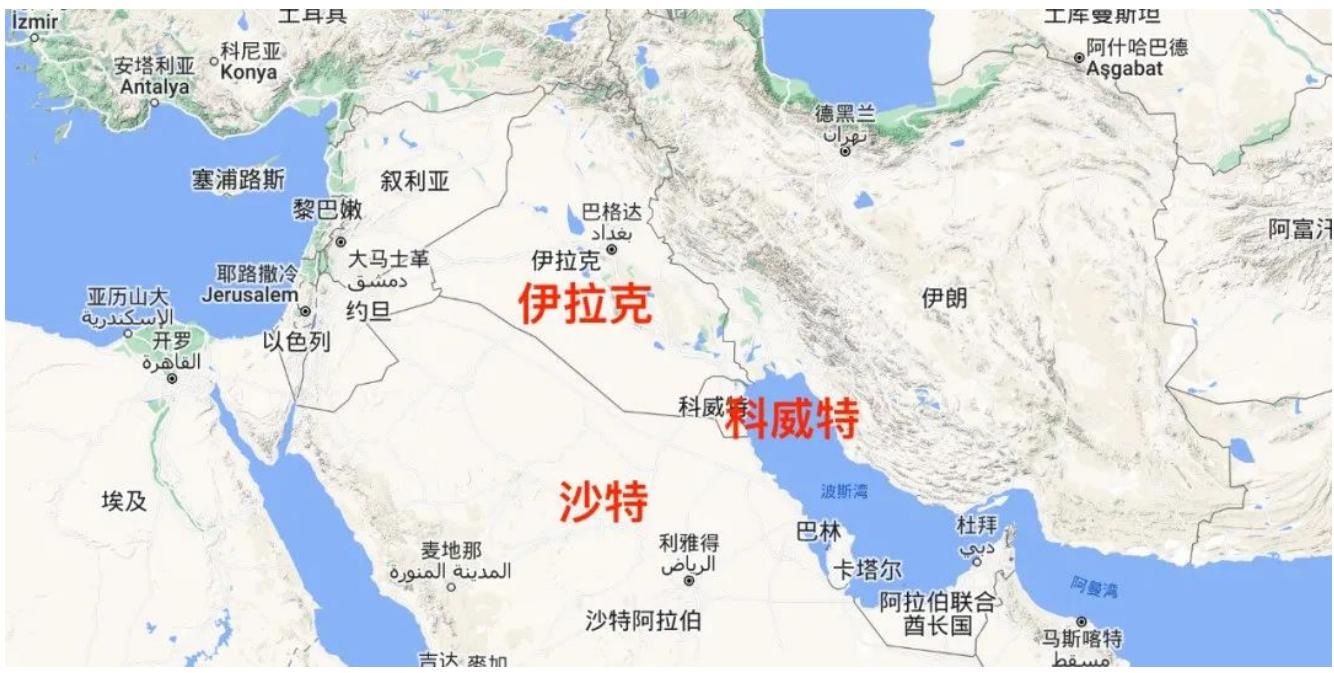 İzmir
土耳其
土库曼斯坦
安塔利亚
Antalya
科尼亚
Konya
阿什哈巴德
Aşgabat
德黑兰
تهران
塞浦路斯
叙利亚
黎巴嫩
巴格达
بغداد
阿富汗
大马士革
دمشق
伊拉克
耶路撒冷
Jerusalem
伊拉克
伊朗
亚历山大
الإسكندرية
约旦
开罗
القاهرة
以色列
科威特
科威特
埃及
沙特
波斯湾
巴林
杜拜
دبي
麦地那
المدينة المنورة
利雅得
الرياض
卡塔尔
阿曼湾
沙特阿拉伯
阿拉伯联合
酋长国
马斯喀特
مسقط
吉达
麥加